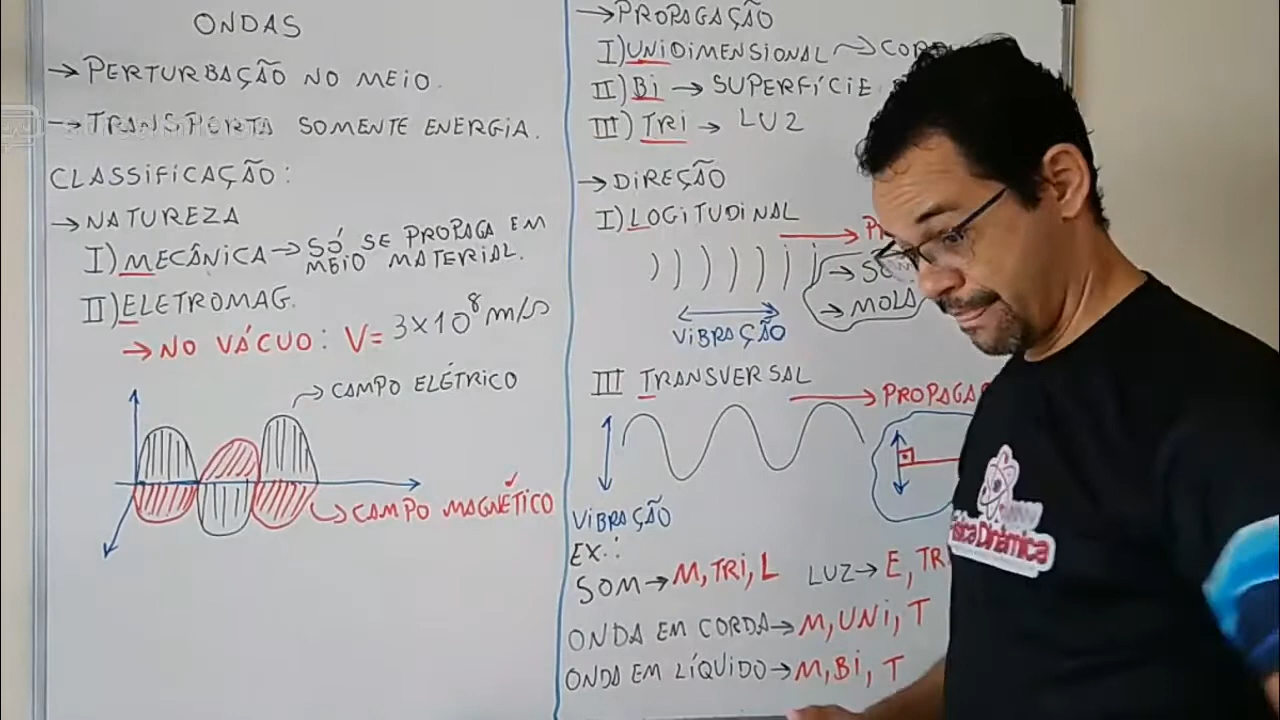 ONDAS
→ PERTURBAÇÃO NO MEIO.
→ TRANSPORTA SOMENTE ENERGIA.
CLASSIFICAÇÃO:
→ NATUREZA
I) MECÂNICA → SÓ SE PROPAGA EM
MEIO MATERIAL.
II) ELETROMAG.
→ NO VÁCUO: V= 3×10⁸ m/s
→ CAMPO ELÉTRICO
→ CAMPO MAGNÉTICO
→ PROPAGAÇÃO
I) UNIDIMENSIONAL →
II) BI → SUPERFÍCIE
III) TRI → LUZ
→ DIREÇÃO
I) LOGITUDINAL
→ MOLA
VIBRAÇÃO
III TRANSVERSAL
VIBRAÇÃO
EX.:
SOM → M, TRI, L LUZ → E,
ONDA EM CORDA → M, UNI, T
ONDA EM LÍQUIDO → M, BI, T
Física Dinâmica